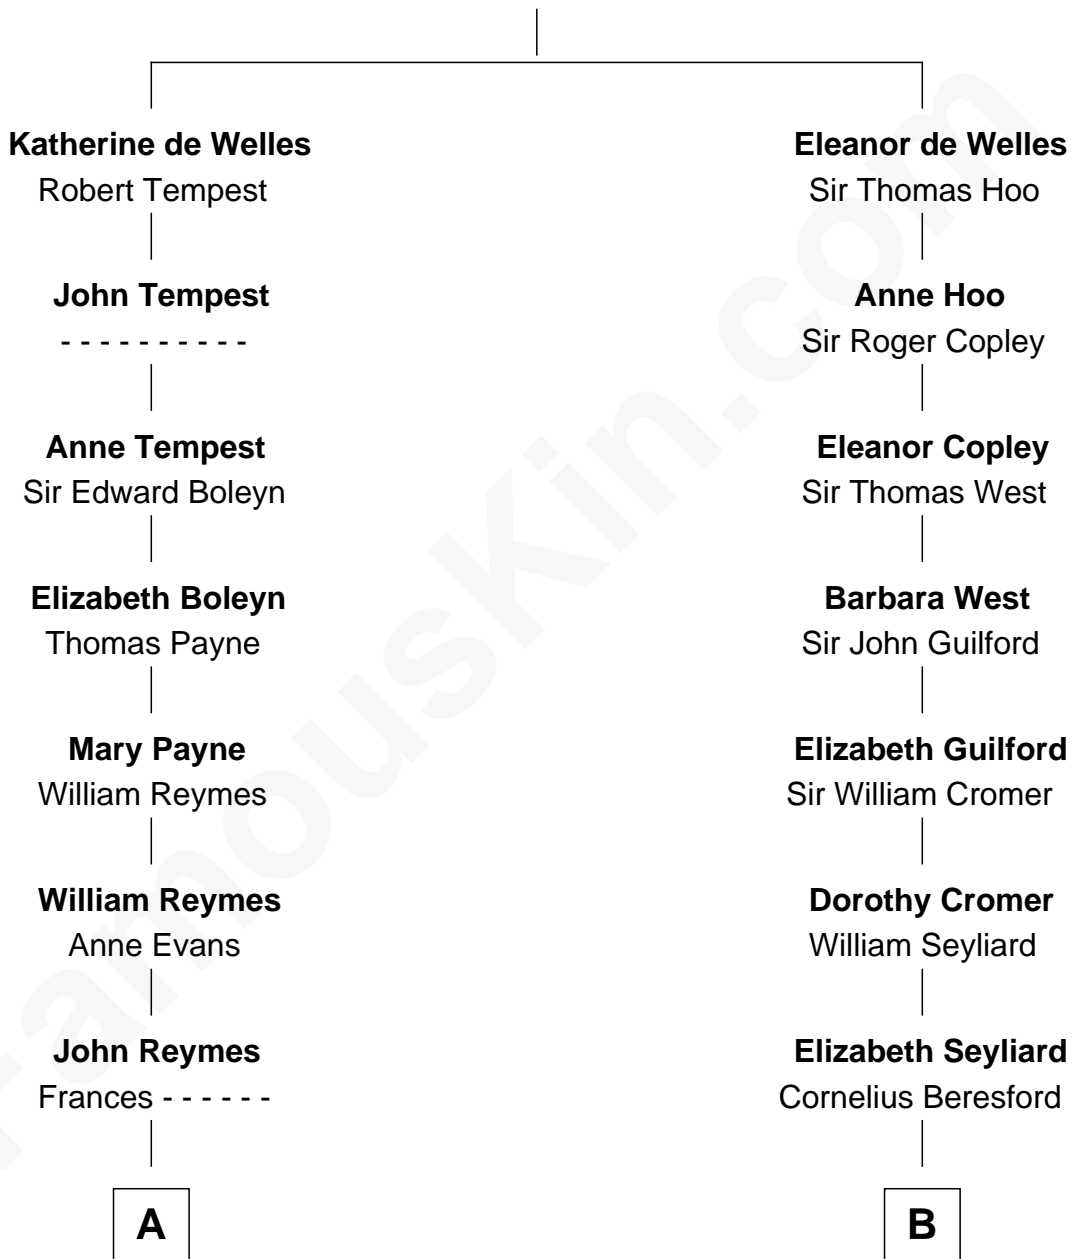 Katherine de Welles
Robert Tempest
Eleanor de Welles
Sir Thomas Hoo
John Tempest
- - - - - - - - - -
Anne Hoo
Sir Roger Copley
Anne Tempest
Sir Edward Boleyn
Eleanor Copley
Sir Thomas West
Elizabeth Boleyn
Thomas Payne
Barbara West
Sir John Guilford
Mary Payne
William Reymes
Elizabeth Guilford
Sir William Cromer
William Reymes
Anne Evans
Dorothy Cromer
William Seyliard
John Reymes
Frances - - - - - -
Elizabeth Seyliard
Cornelius Beresford
A
B
FamousKin.com